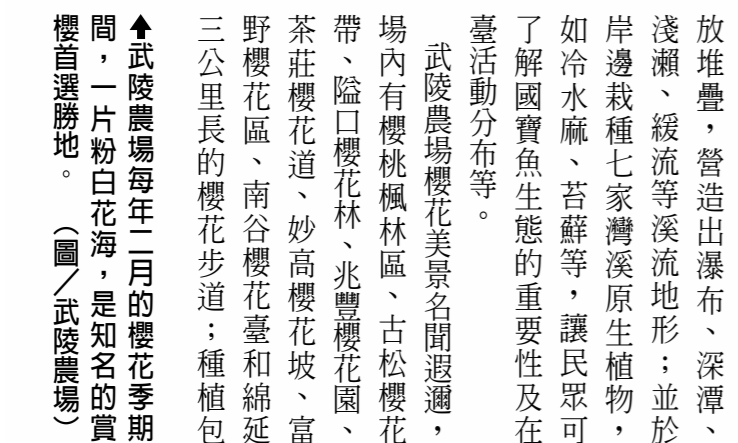 放堆疊，營造出瀑布、深潭、
淺瀨、緩流等溪流地形；並於
岸邊栽種七家灣溪原生植物，
如冷水麻、苔蘚等，讓民眾可
了解國寶魚生態的重要性及在
臺活動分布等。
武陵農場櫻花美景名聞遐邇，
場內有櫻桃楓林區、古松櫻花
帶、隘口櫻花林、兆豐櫻花園、
茶莊櫻花道、妙高櫻花坡、富
野櫻花區、南谷櫻花臺和綿延
三公里長的櫻花步道；種植包
⬆武陵農場每年二月的櫻花季期
間，一片粉白花海，是知名的賞
櫻首選勝地。（圖／武陵農場）